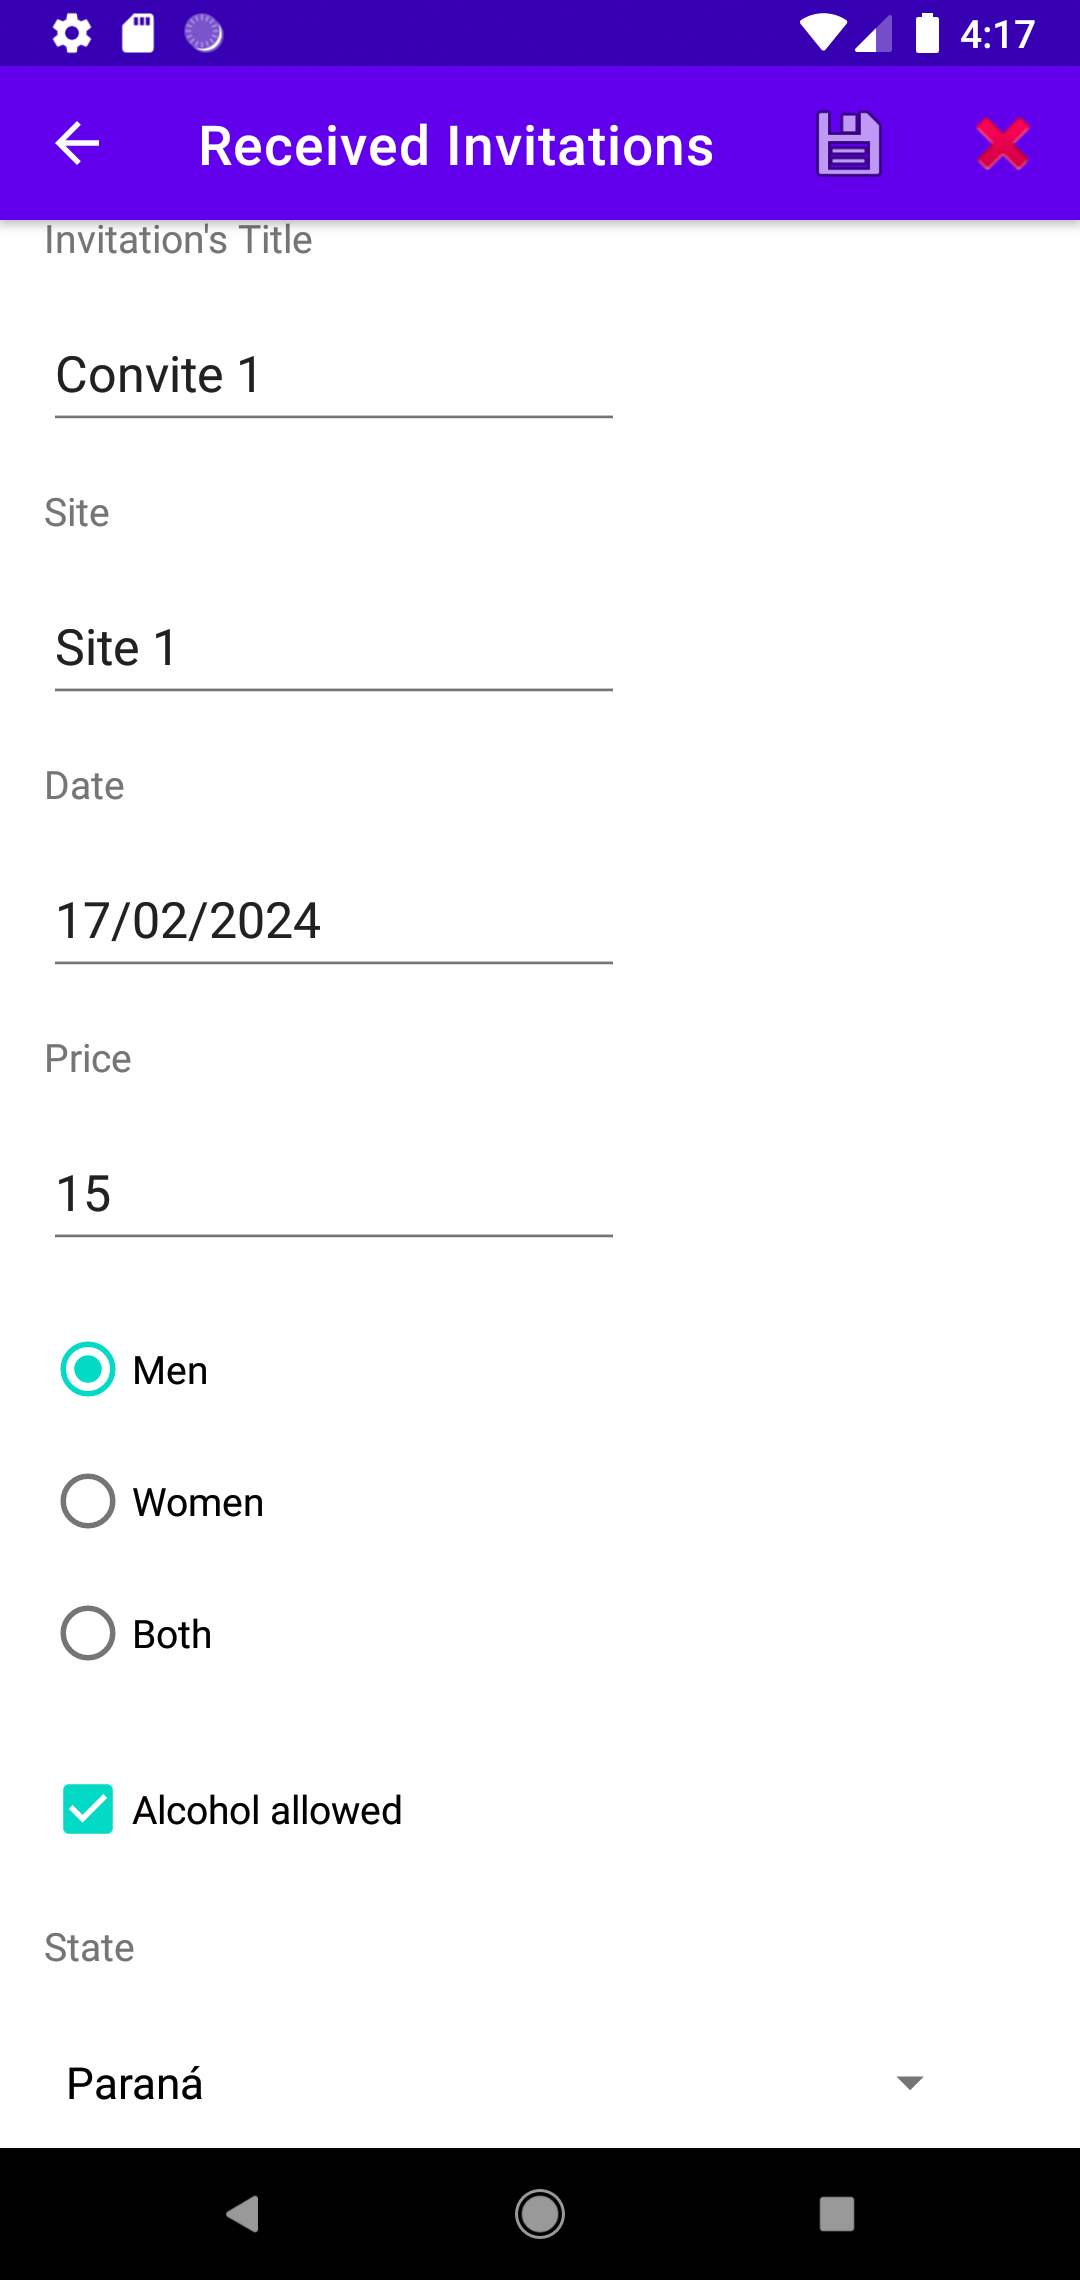 4:17
Received Invitations
Invitation's Title
Convite 1
Site
Site 1
Date
17/02/2024
Price
15
Men
Women
Both
Alcohol allowed
State
Paraná